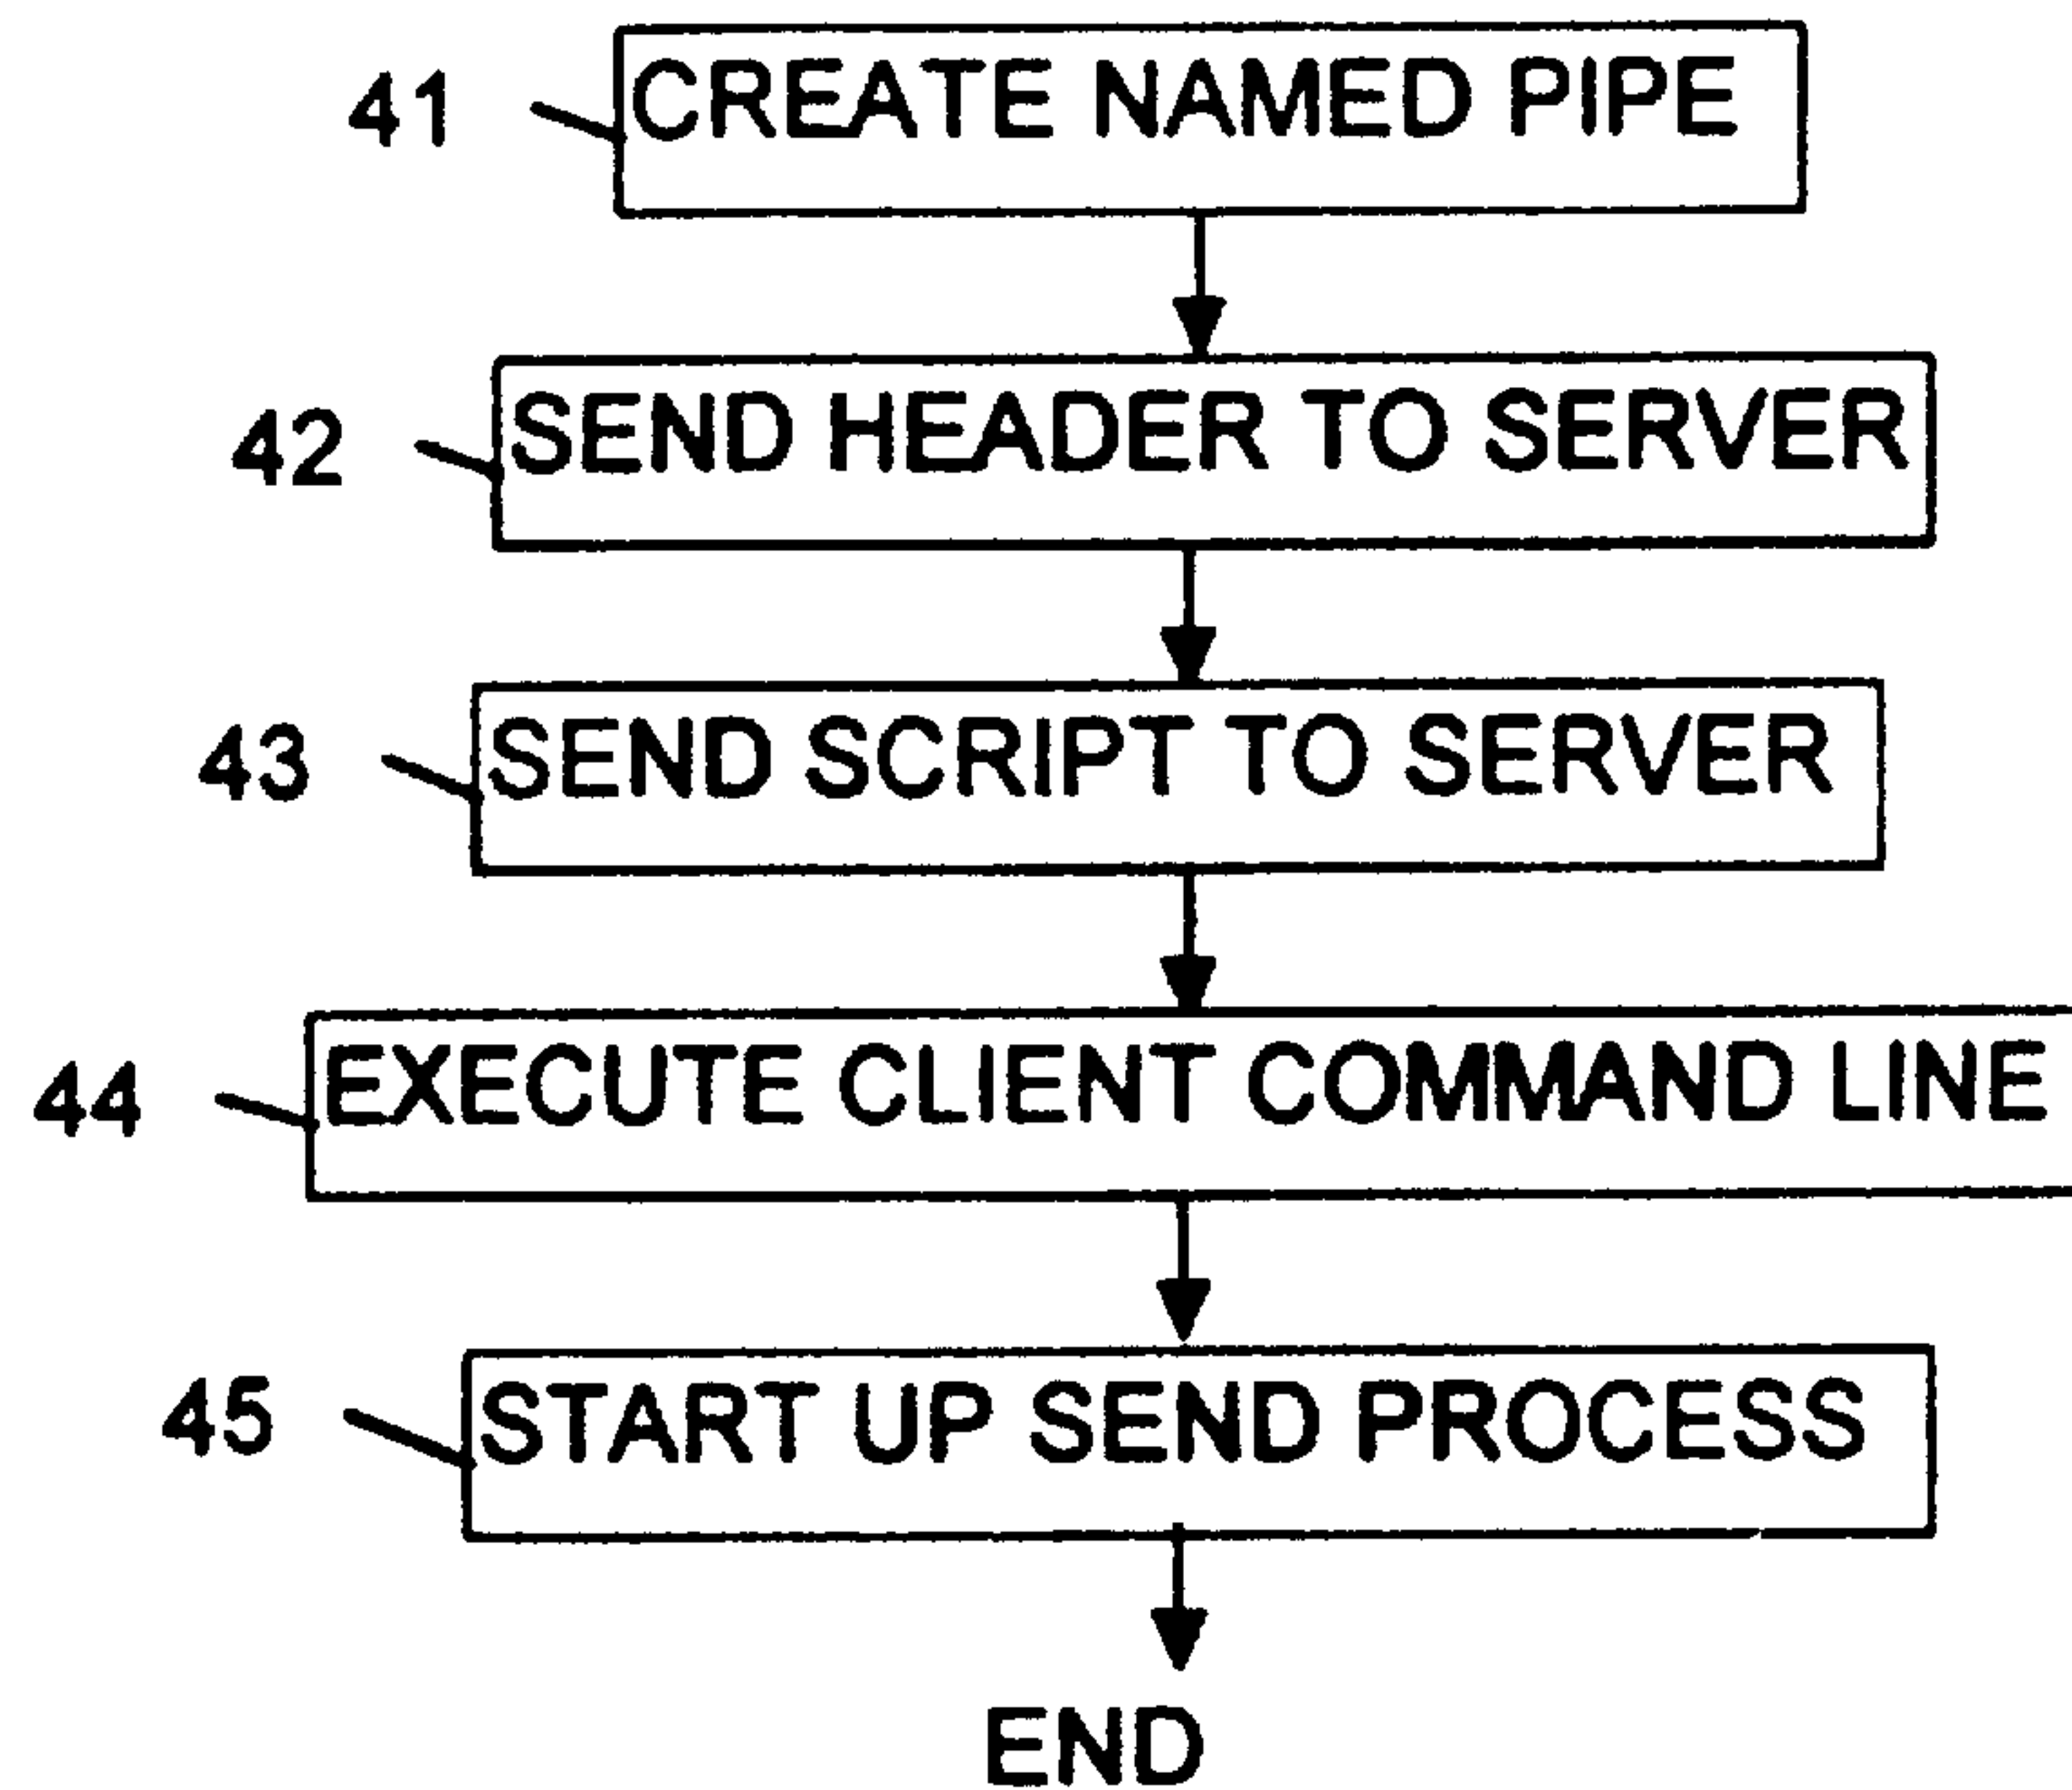 41 CREATE NAMED PIPE
42 SEND HEADER TO SERVER
43 SEND SCRIPT TO SERVER
44 EXECUTE CLIENT COMMAND LINE
45 START UP SEND PROCESS
END